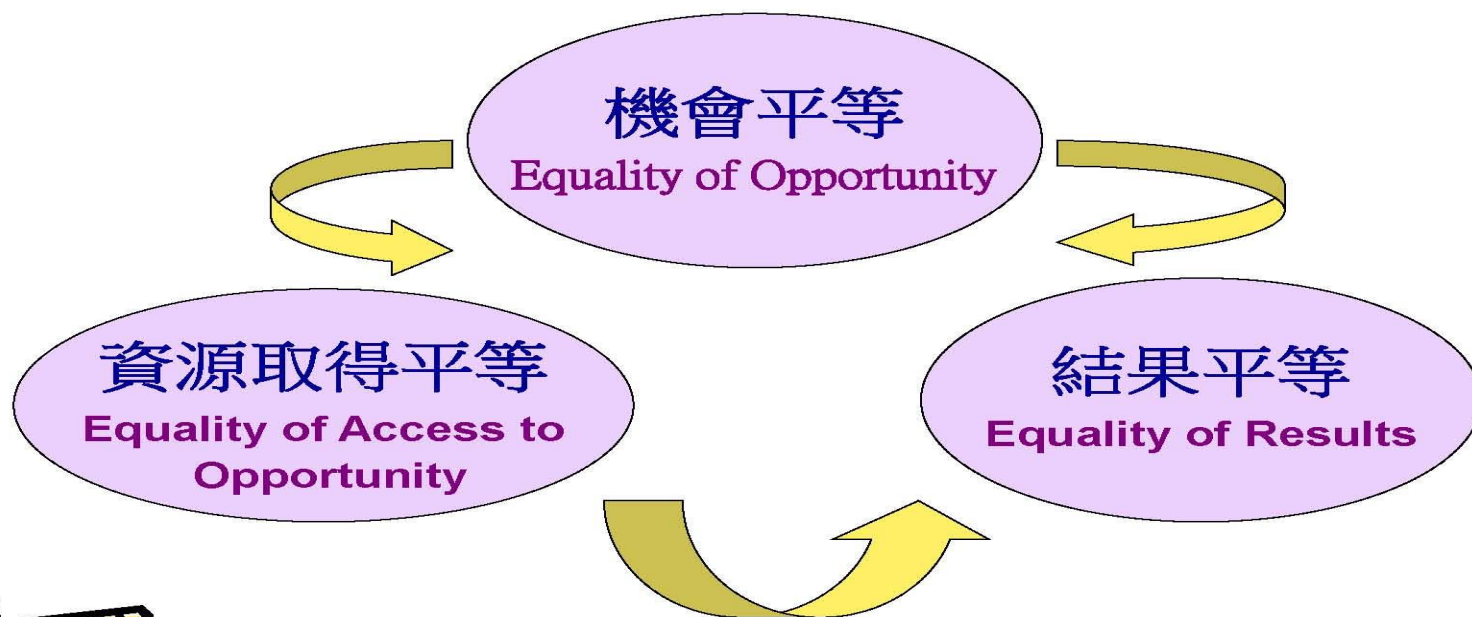 機會平等
Equality of Opportunity
資源取得平等
Equality of Access to
Opportunity
結果平等
Equality of Results